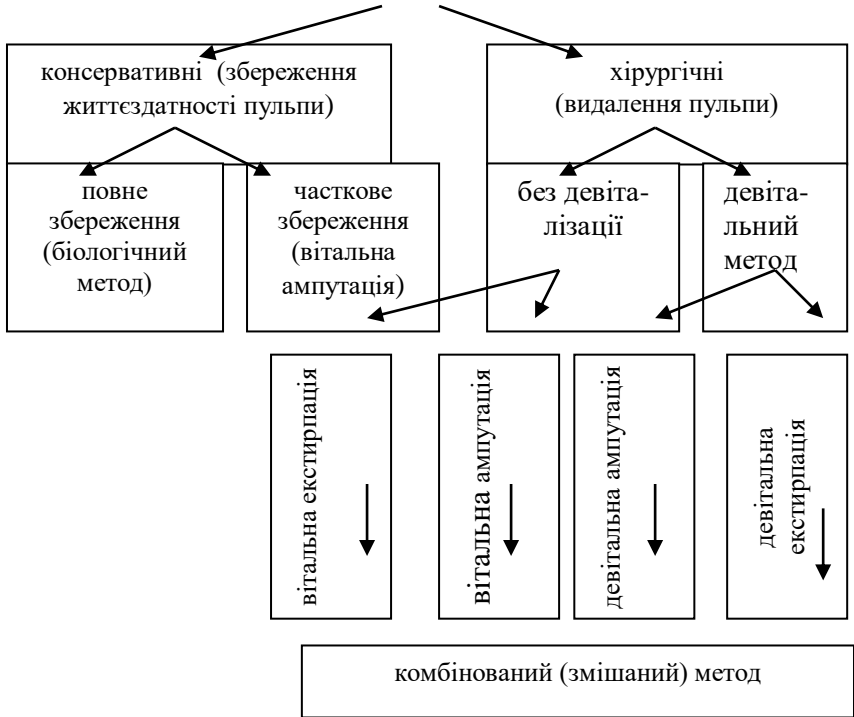 консервативні (збереження
життєздатності пульпи)
хірургічні
(видалення пульпи)
повне
збереження
(біологічний
метод)
часткове
збереження
(вітальна
ампутація)
без девіта-
лізації
девіта-
льний
метод
вітальна екстирпація
вітальна ампутація
девітальна ампутація
девітальна
екстирпація
комбінований (змішаний) метод